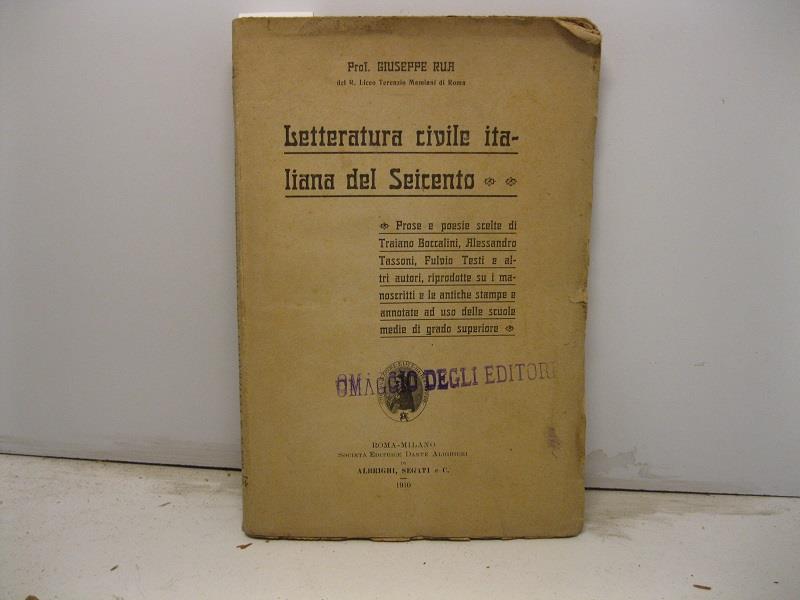 Prof. GIUSEPPE RUA
del R. Liceo Terenzio Mamiani di Roma
Letteratura civile ita-
liana del Seicento
Prose e poesie scelte di
Traiano Boccalini, Alessandro
Tassoni, Fulvio Testi e al-
tri autori, riprodotte su i ma-
noscritti e le antiche stampe e
annotate ad uso delle scuole
medie di grado superiore
OMAGGIO DEGLI EDITORI
ROMA-MILANO
SOCIETÀ EDITRICE DANTE ALIGHIERI
DI
ALBRIGHI, SEGATI e C.
1910